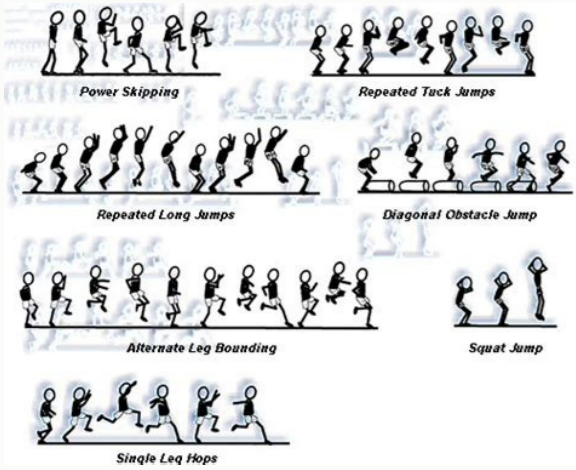 Power Skipping
Repeated Tuck Jumps
Repeated Long Jumps
Diagonal Obstacle Jump
Alternate Leg Bounding
Squat Jump
Single Leg Hops